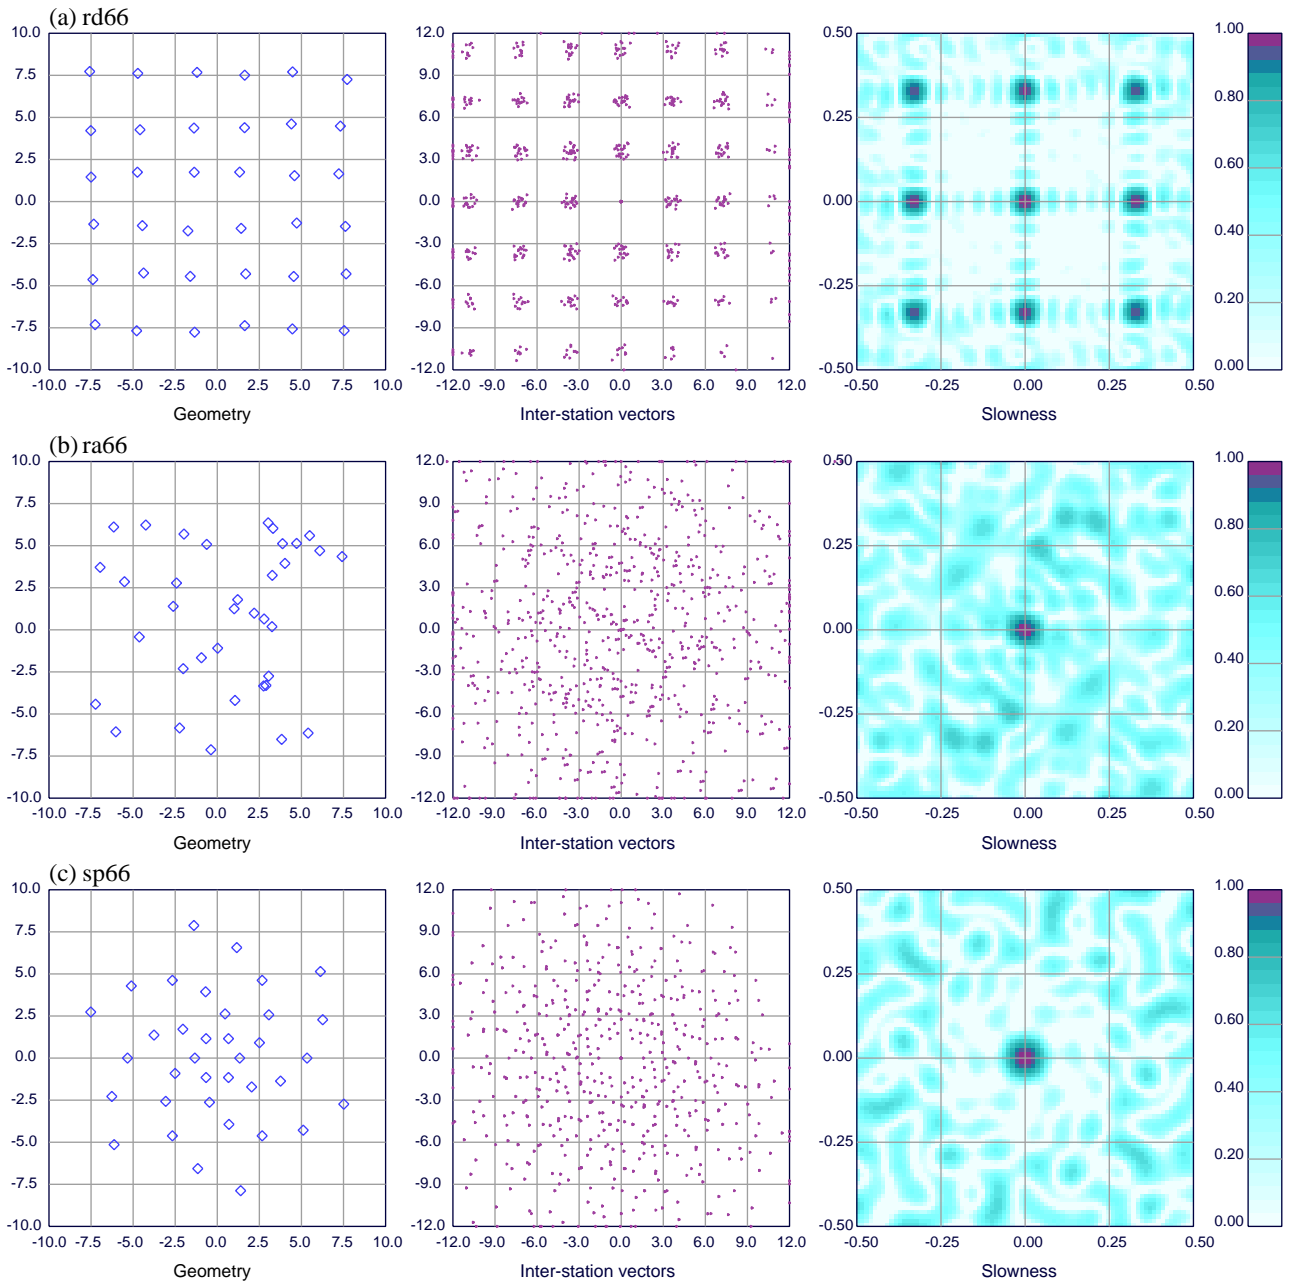 (a) rd66
10.0 7.5 5.0 2.5 0.0 -2.5 -5.0 -7.5 -10.0
-10.0 -7.5 -5.0 -2.5 0.0 2.5 5.0 7.5 10.0
Geometry
12.0 9.0 6.0 3.0 0.0 -3.0 -6.0 -9.0 -12.0
-12.0 -9.0 -6.0 -3.0 0.0 3.0 6.0 9.0 12.0
Inter-station vectors
0.50 0.25 0.00 -0.25 -0.50
-0.50 -0.25 0.00 0.25 0.50
Slowness
1.00 0.80 0.60 0.40 0.20 0.00
(b) ra66
10.0 7.5 5.0 2.5 0.0 -2.5 -5.0 -7.5 -10.0
-10.0 -7.5 -5.0 -2.5 0.0 2.5 5.0 7.5 10.0
Geometry
12.0 9.0 6.0 3.0 0.0 -3.0 -6.0 -9.0 -12.0
-12.0 -9.0 -6.0 -3.0 0.0 3.0 6.0 9.0 12.0
Inter-station vectors
0.50 0.25 0.00 -0.25 -0.50
-0.50 -0.25 0.00 0.25 0.50
Slowness
1.00 0.80 0.60 0.40 0.20 0.00
(c) sp66
10.0 5.0 2.5 0.0 -2.5 -5.0 -7.5 -10.0
-10.0 -7.5 -5.0 -2.5 0.0 2.5 5.0 7.5 10.0
Geometry
12.0 9.0 6.0 3.0 0.0 -3.0 -6.0 -9.0 -12.0
-12.0 -9.0 -6.0 -3.0 0.0 3.0 6.0 9.0 12.0
Inter-station vectors
0.50 0.25 0.00 -0.25 -0.50
-0.50 -0.25 0.00 0.25 0.50
Slowness
1.00 0.80 0.60 0.40 0.20 0.00